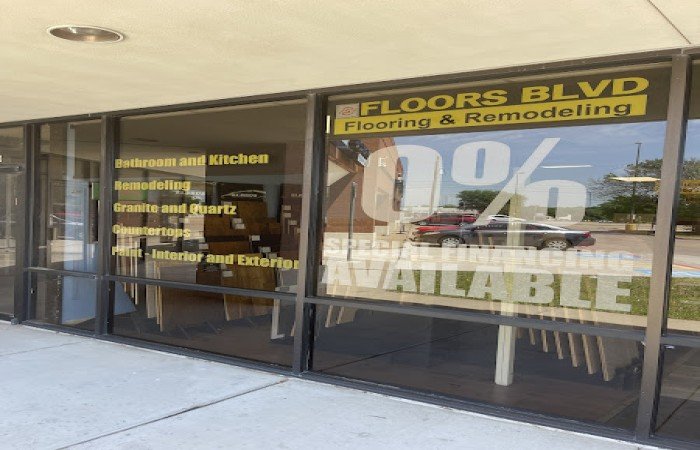 FLOORS BLVD
Flooring & Remodeling
Bathroom and Kitchen
Remodeling
Granite and Quartz
Countertops
Paint - Interior and Exterior
0%
SPECIAL FINANCING
AVAILABLE